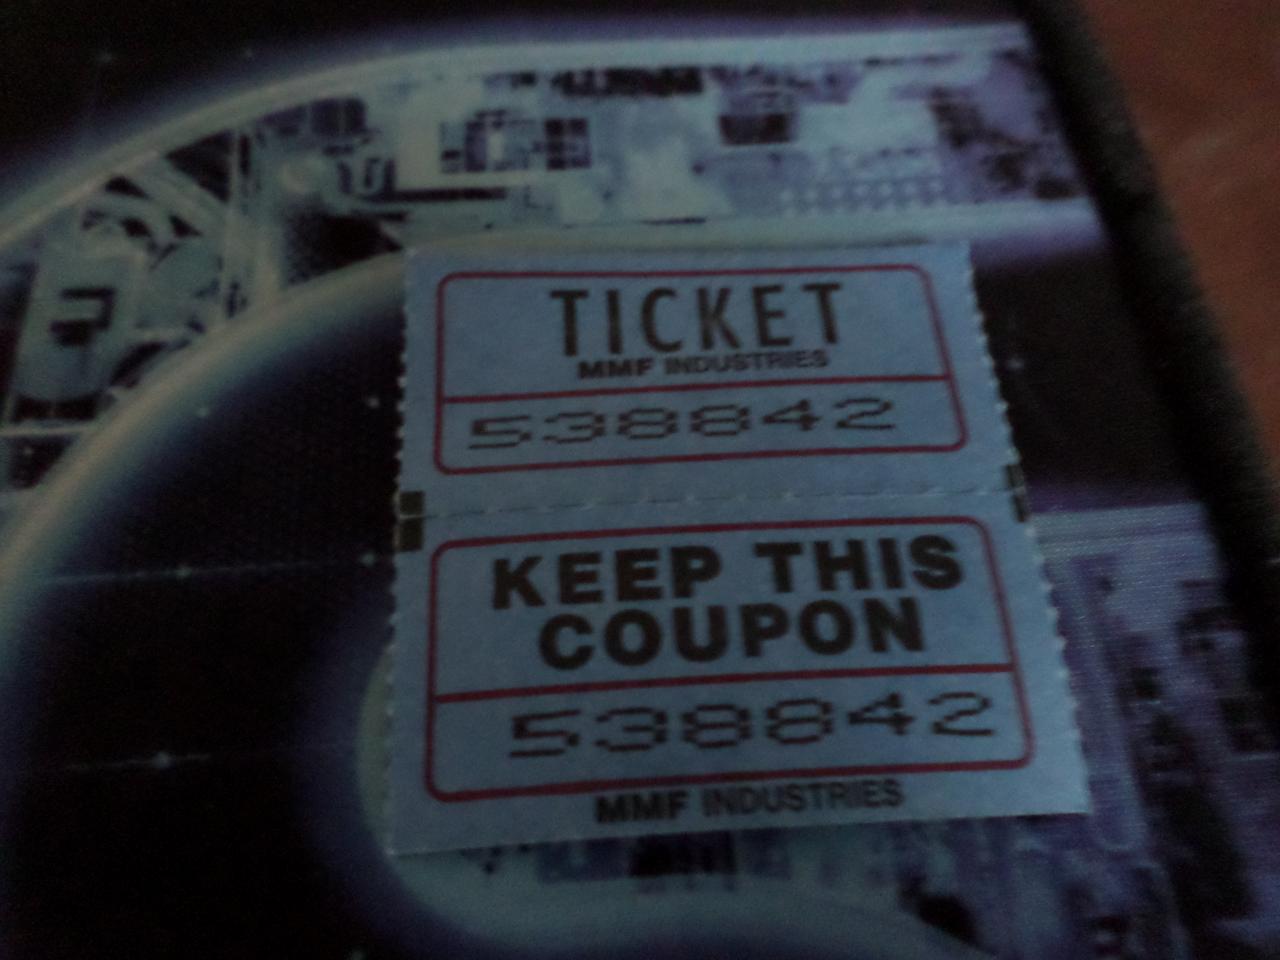 TICKET
MMF INDUSTRIES
538842
KEEP THIS
COUPON
538842
MMF INDUSTRIES